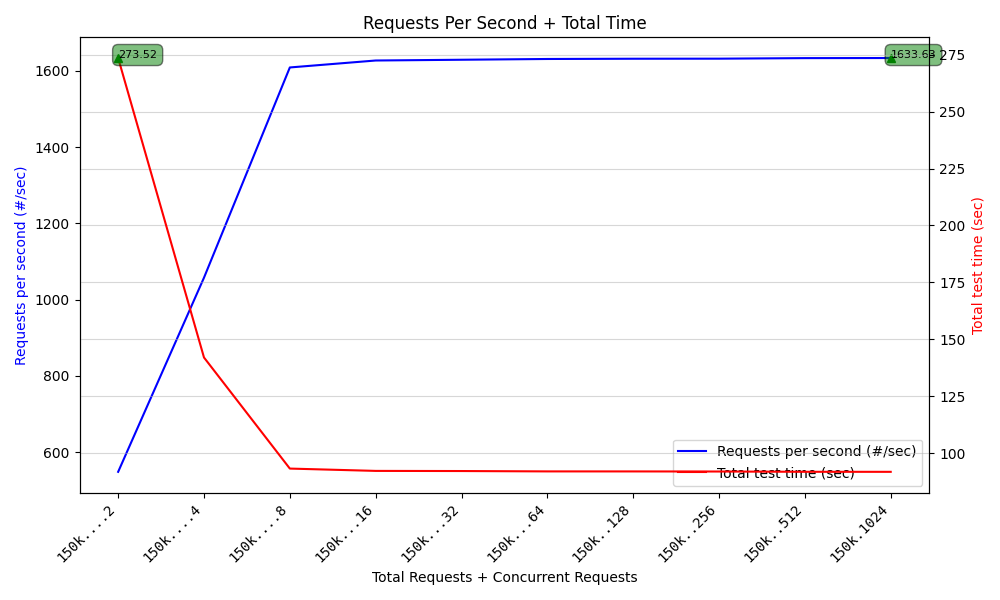 Requests Per Second + Total Time
273.52
1633.63
1600
1400
1200
1000
800
600
275
250
225
200
175
150
125
100
Requests per second (#/sec)
Total test time (sec)
Requests per second (#/sec)
Total test time (sec)
150k....2
150k....4
150k....8
150k...16
150k...32
150k...64
150k..128
150k..256
150k..512
150k.1024
Total Requests + Concurrent Requests